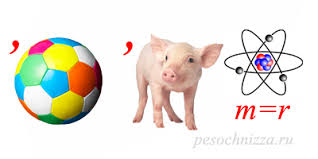 , ,
m=r
pesochnizza.ru